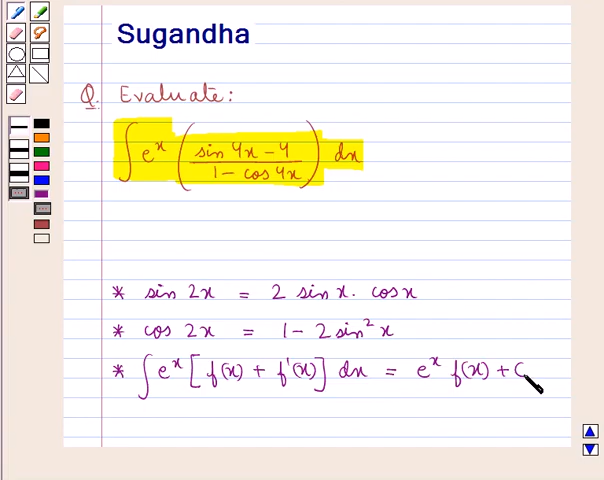 Sugandha
Q. Evaluate:
∫ e^x ( (sin 4x - 4) / (1 - cos 4x) ) dx
* sin 2x = 2 sin x. cos x
* cos 2x = 1 - 2 sin² x
* ∫ e^x [ f(x) + f'(x) ] dx = e^x f(x) + C